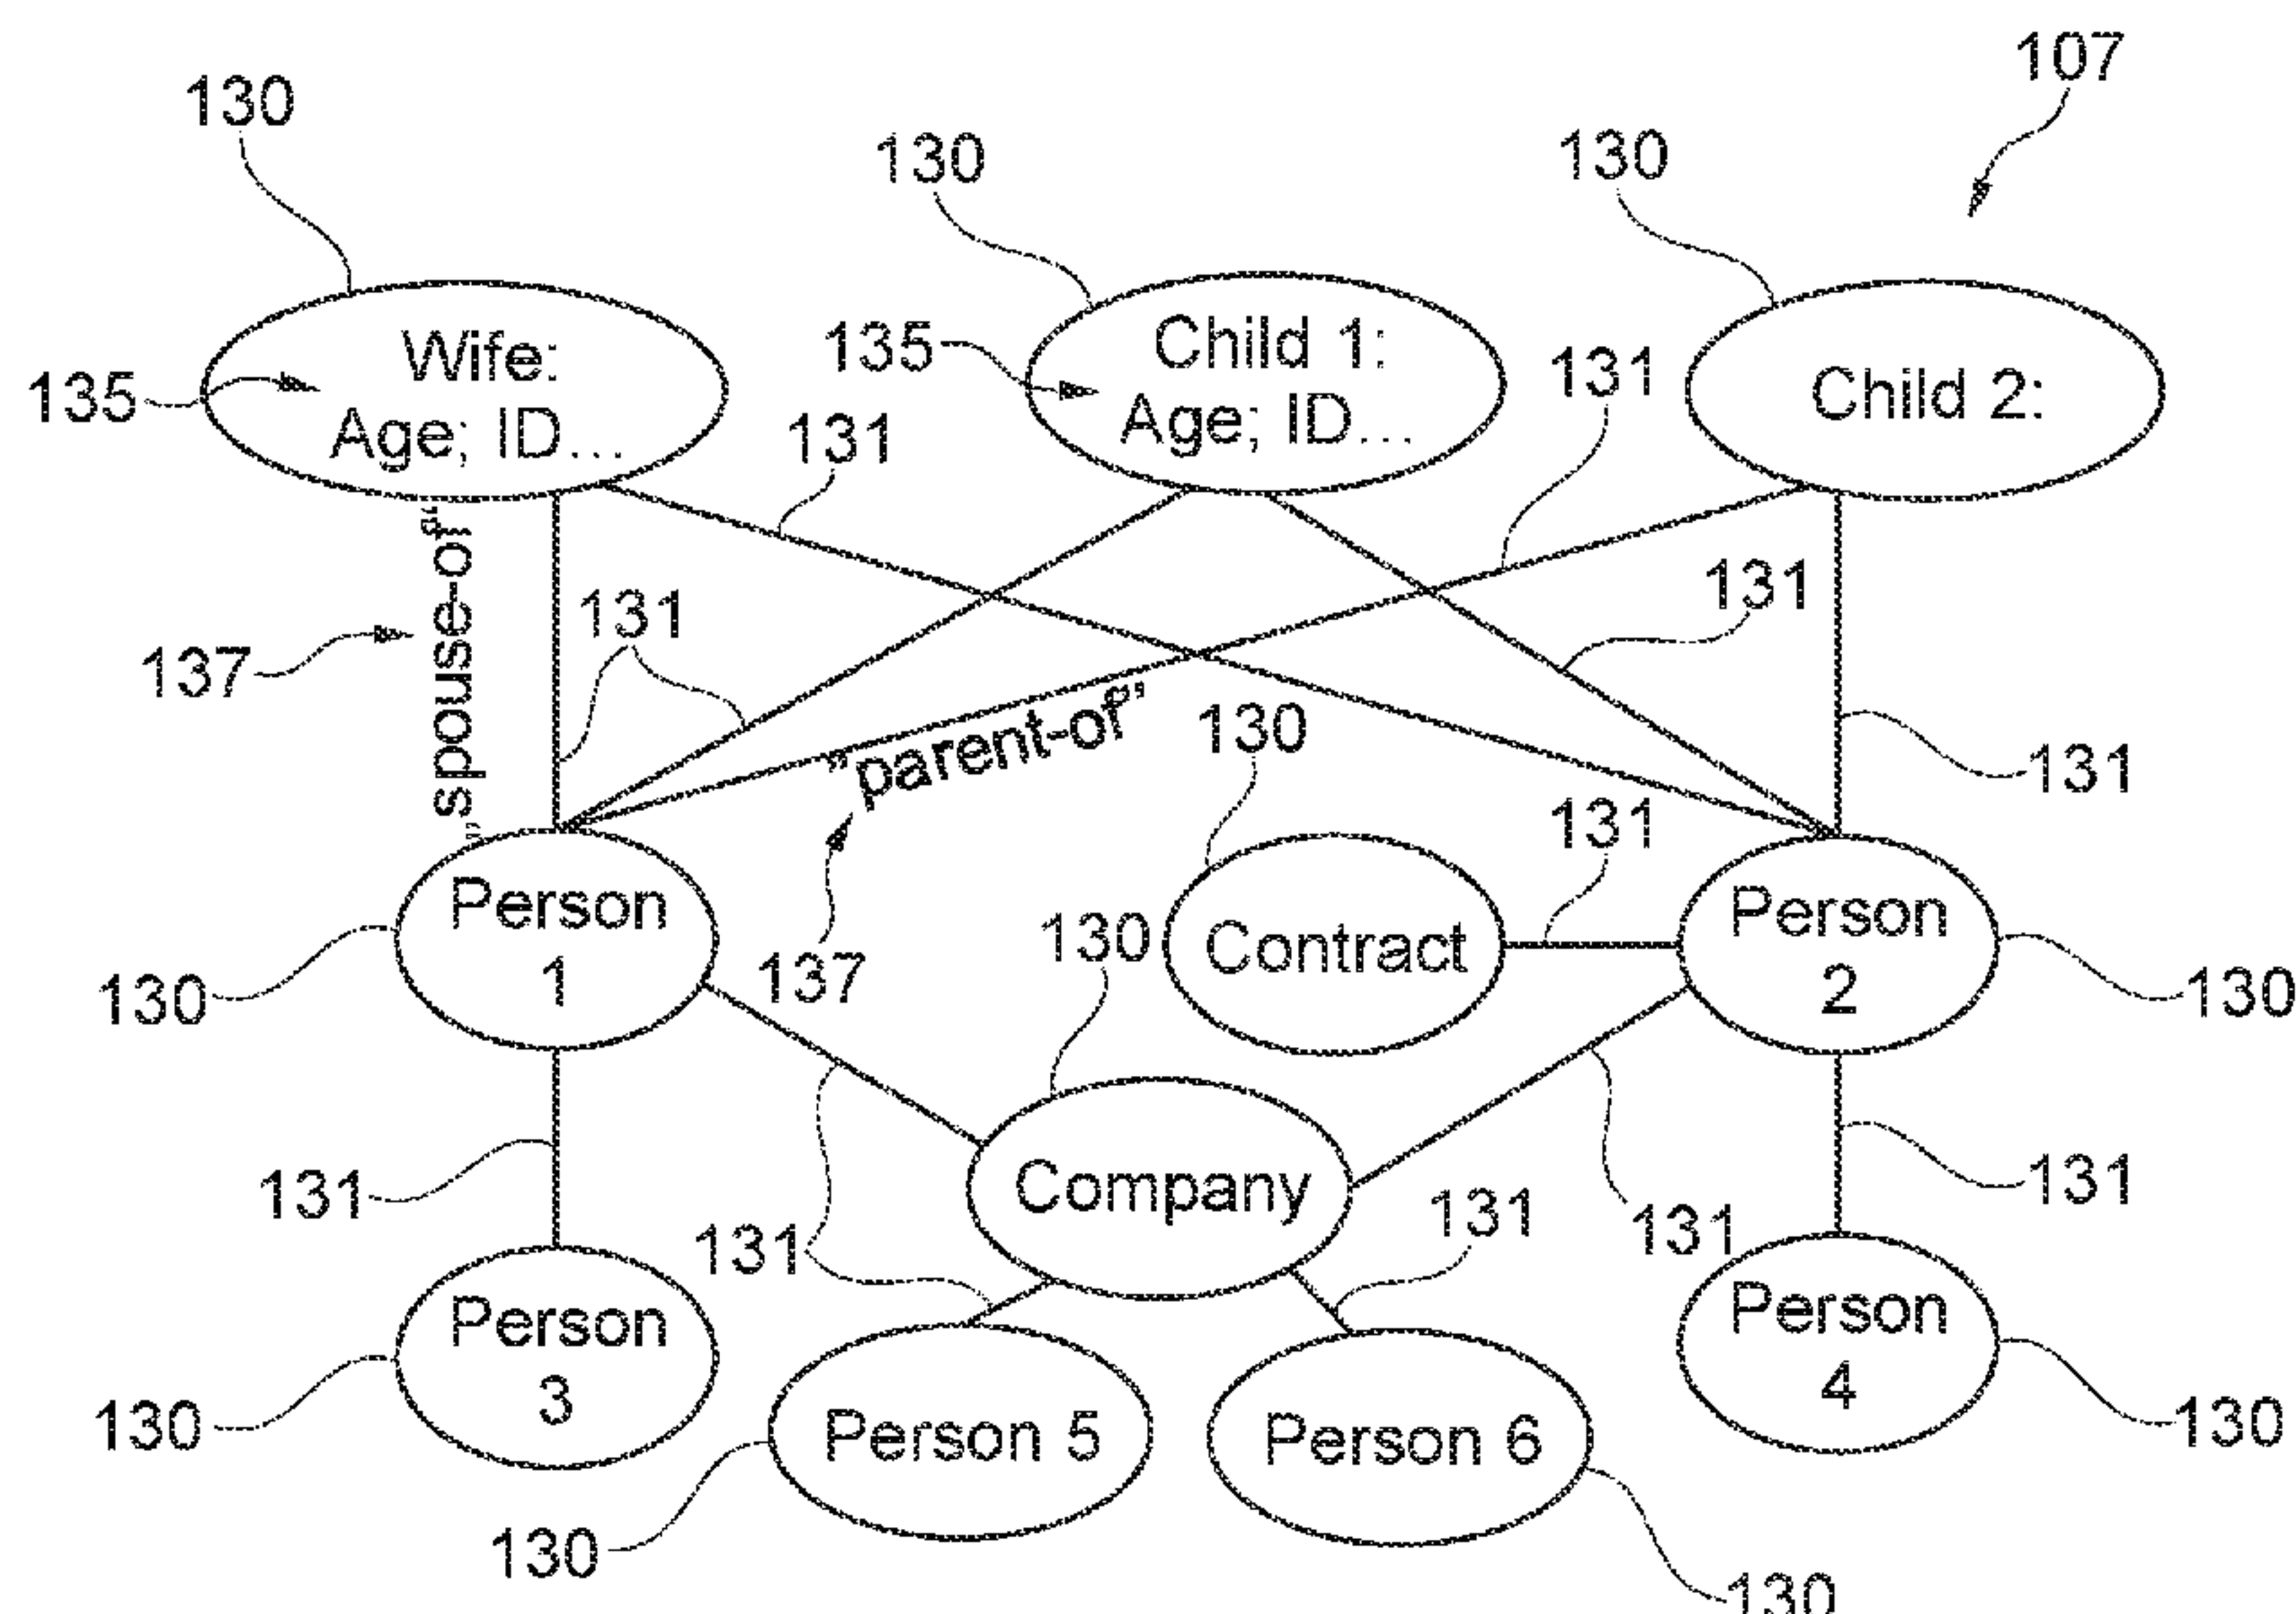 107
130
130
130
Wife:
Age; ID...
135
Child 1:
Age; ID...
135
Child 2:
131
131
131
131
„spouse-of“
137
131
"parent-of"
137
130
131
Person
1
130
Contract
Person
2
130
130
Company
131
131
131
131
131
Person
3
130
Person 5
130
Person 6
130
Person
4
130